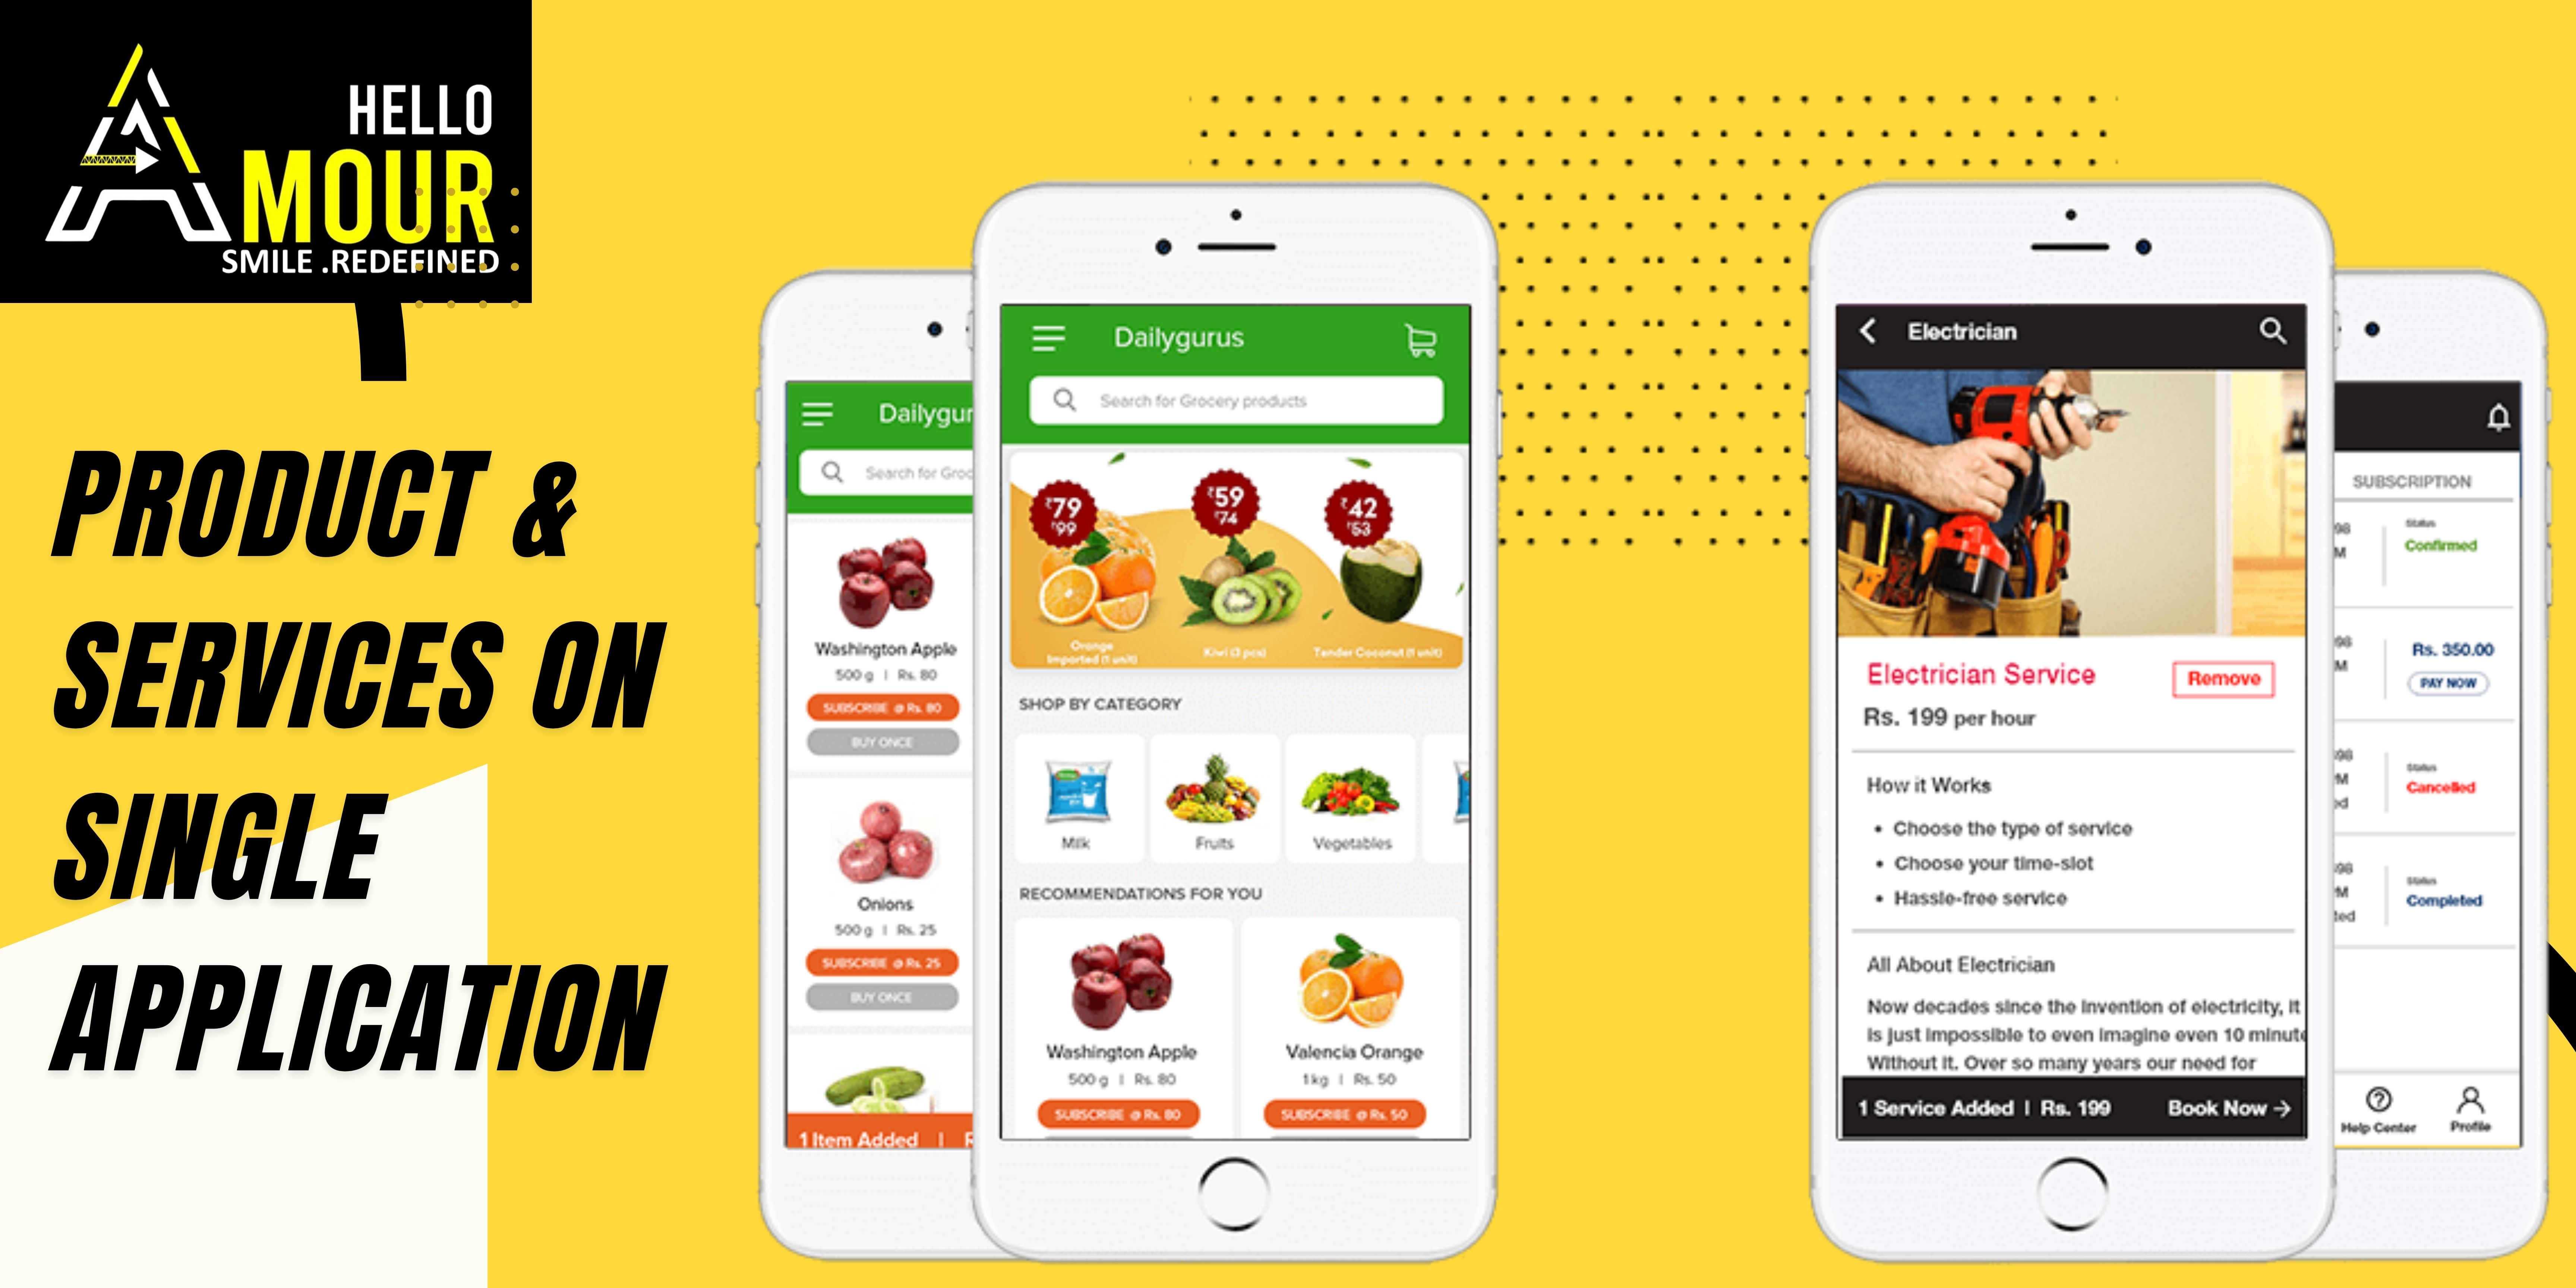 HELLO
AMOUR
SMILE .REDEFINED
PRODUCT &
SERVICES ON
SINGLE
APPLICATION
Dailygur
Search for Groc
Washington Apple
500 g | Rs. 80
SUBSCRIBE @ Rs. 80
BUY ONCE
Onions
500 g | Rs. 25
SUBSCRIBE @ Rs. 25
BUY ONCE
1 Item Added | R
Dailygurus
Search for Grocery products
₹79
₹99
₹59
₹74
₹42
₹53
Orange
Imported (1 unit)
Kiwi (3 pcs)
Tender Coconut (1 unit)
SHOP BY CATEGORY
Milk
Fruits
Vegetables
RECOMMENDATIONS FOR YOU
Washington Apple
500 g | Rs. 80
SUBSCRIBE @ Rs. 80
Valencia Orange
1 kg | Rs. 50
SUBSCRIBE @ Rs. 50
Electrician
Electrician Service
Remove
Rs. 199 per hour
How it Works
• Choose the type of service
• Choose your time-slot
• Hassle-free service
All About Electrician
Now decades since the invention of electricity, it
is just impossible to even imagine even 10 minute
Without it. Over so many years our need for
1 Service Added | Rs. 199
Book Now →
SUBSCRIPTION
98
M
Status
Confirmed
98
M
Rs. 350.00
PAY NOW
98
M
ed
Status
Cancelled
98
M
ted
Status
Completed
Help Center
Profile